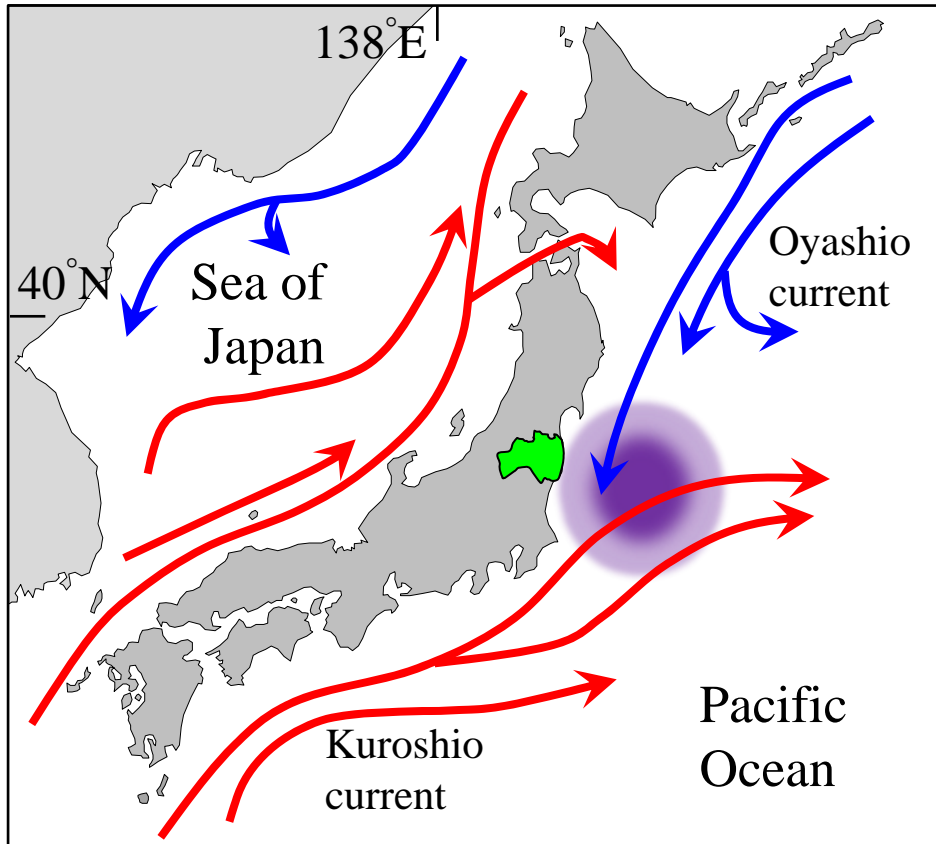 138°E
40°N
Sea of
Japan
Oyashio
current
Kuroshio
current
Pacific
Ocean